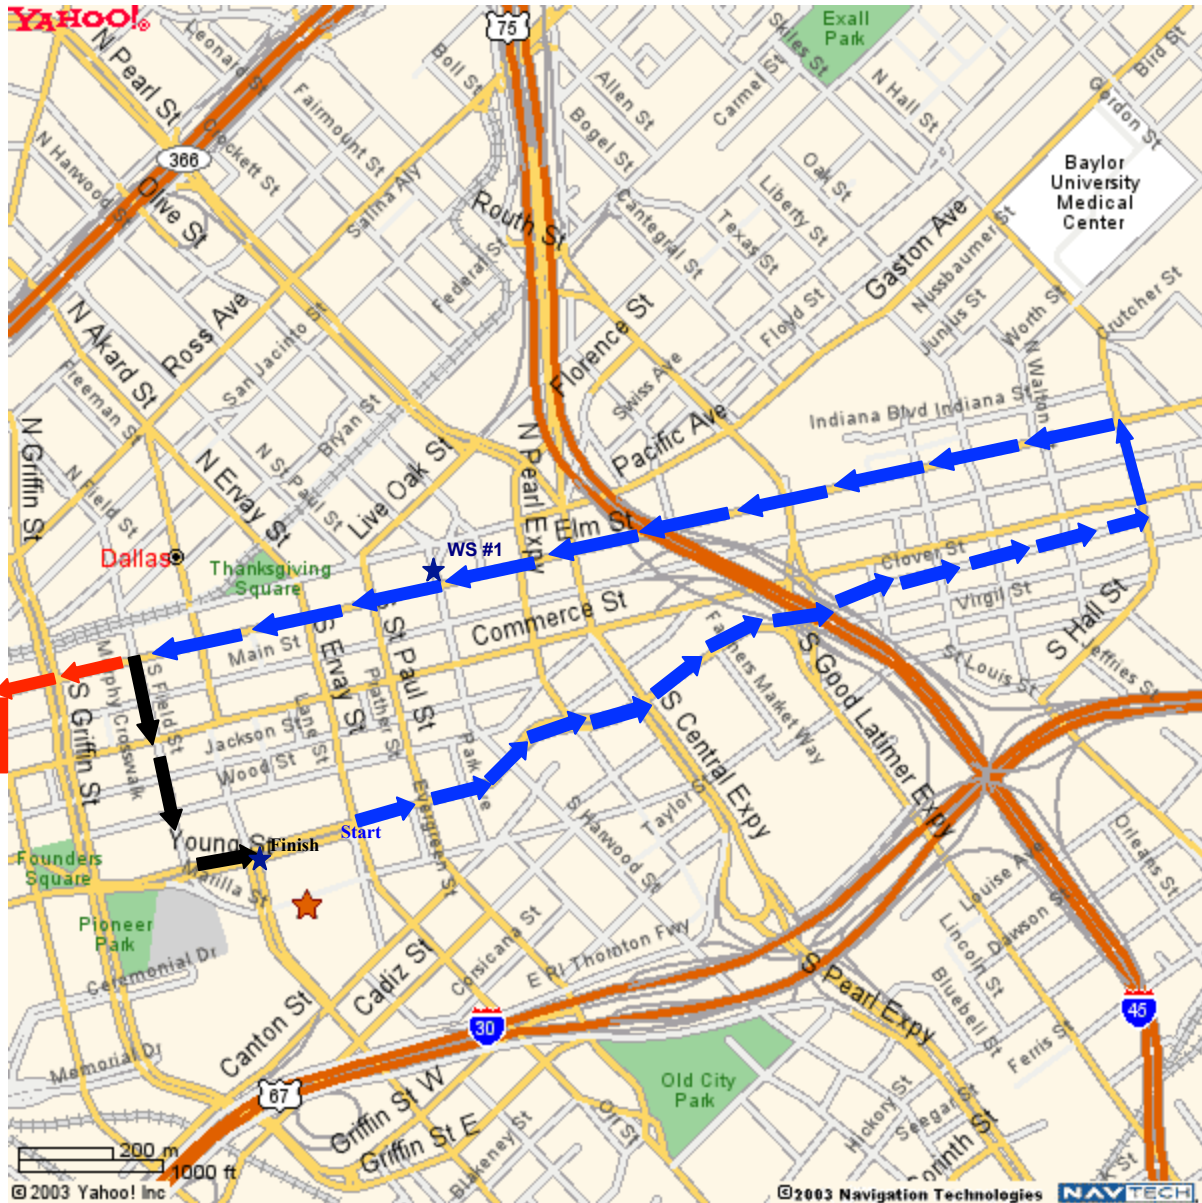 YAHOO!
75
Exall
Park
Skiles St
N Pearl St
Leonard St
Boll St
Allen St
Carmel St
N Hall St
Bird St
Gordon St
Fairmount St
Bogel St
Crockett St
366
N Harwood St
Olive St
Salina Aly
Oak St
Liberty St
Baylor
University
Medical
Center
Routh St
Cantegral St
Texas St
Gaston Ave
Nussbaumer St
Federal St
Floyd St
Junius St
Worth St
Crutcher St
N Akard St
Ross Ave
San Jacinto St
Florence St
Swiss Ave
N Walton
Freeman St
Bryan St
Indiana Blvd Indiana St
N Griffin St
N Field St
N Ervay St
N St Paul St
Live Oak St
N Pearl Expy
Pacific Ave
Elm St
Dallas
Thanksgiving
Square
WS #1
Clover St
Virgil St
Commerce St
S Hall St
Main St
S Ervay St
S St Paul St
Farmers Market Way
St Louis St
Jeffries St
Murphy Crosswalk
S Field St
S Griffin St
Prather St
Lane St
Jackson St
Wood St
S Central Expy
S Good Latimer Expy
Evergreen St
S Harwood St
Taylor St
Young St
Start
Finish
Founders
Square
Marilla St
Orleans St
Louise Ave
Pioneer
Park
Ceremonial Dr
Cadiz St
Corsicana St
E Rl Thornton Fwy
Lincoln St
Dawson St
S Pearl Expy
Bluebell St
Canton St
30
45
Ferris St
Memorial Dr
67
Griffin St W
Griffin St E
Old City
Park
Orr St
Blakeney St
Hickory St
Seegar St
200 m
1000 ft
© 2003 Yahoo! Inc
©2003 Navigation Technologies
NAVTECH